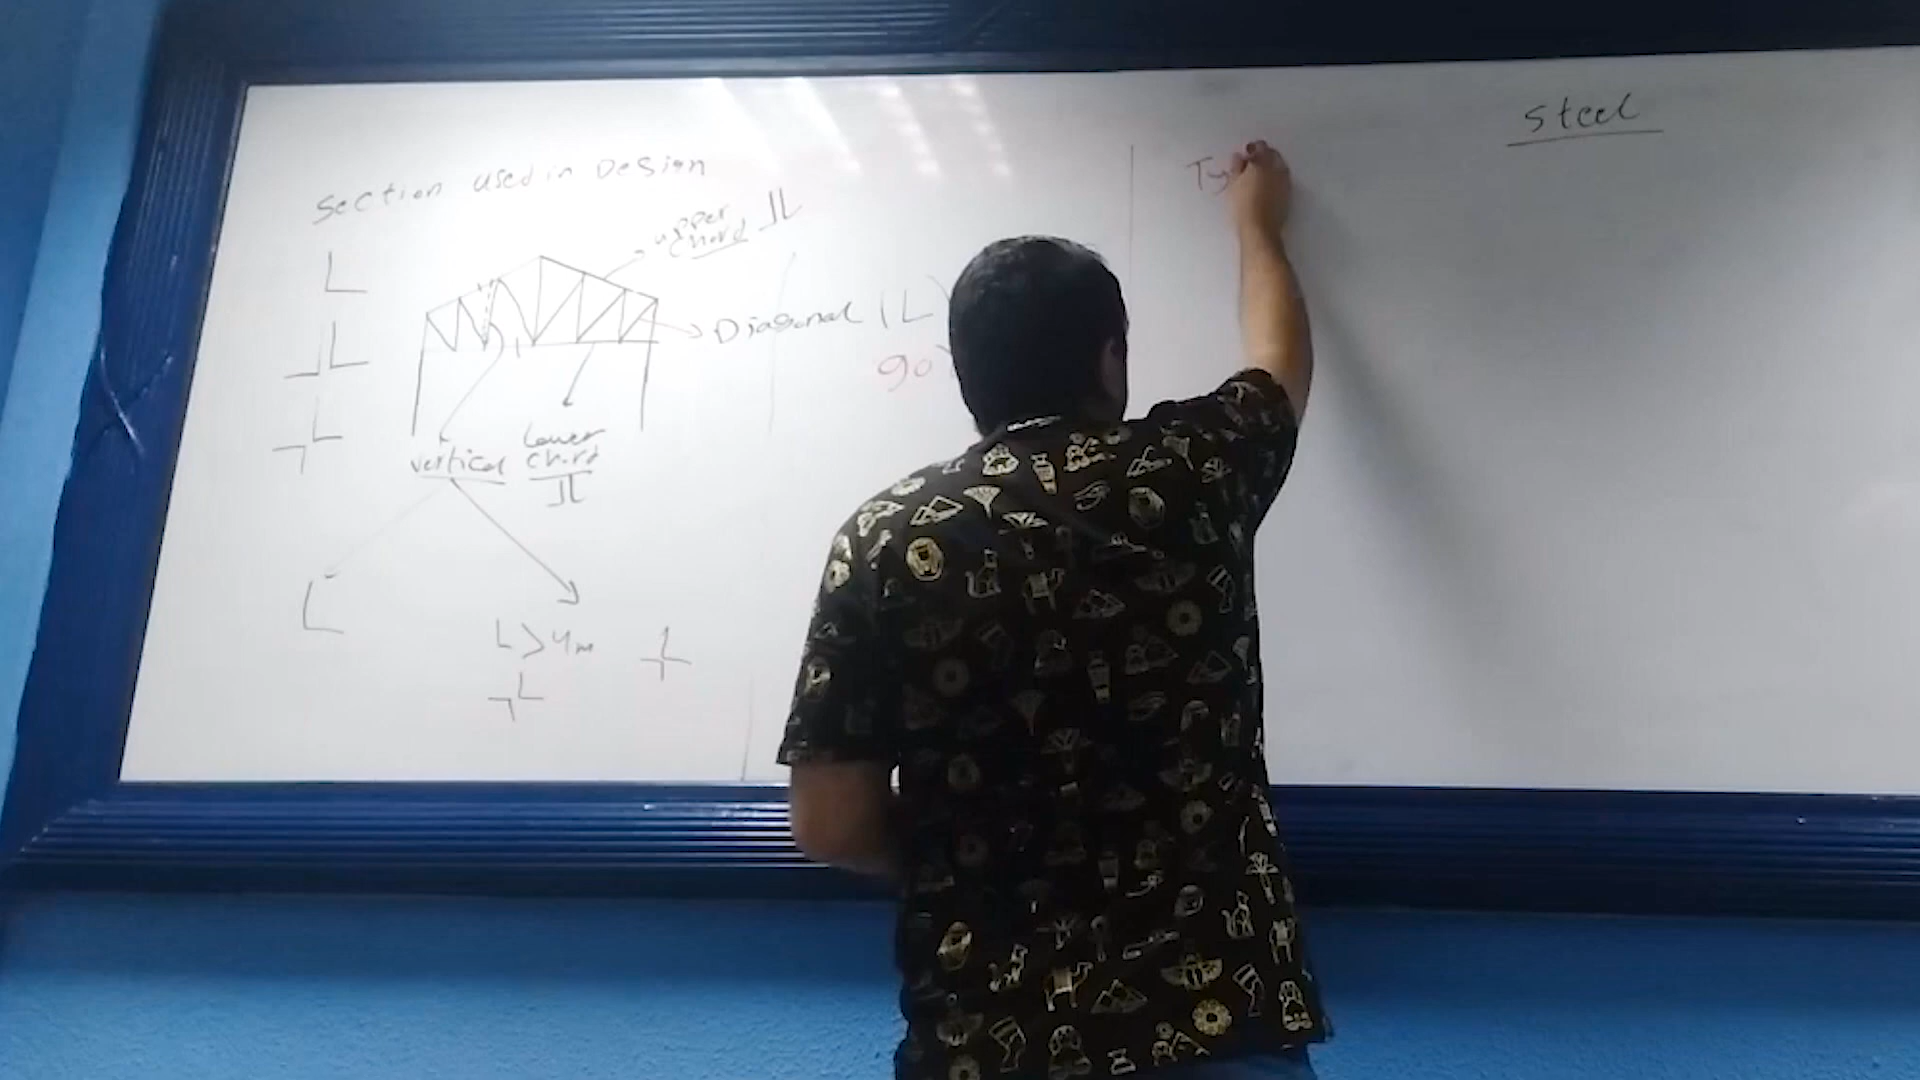 Steel
Section used in Design
upper
chord
Diagonal (L)
90%
vertical
Lower
chord
L > 4m